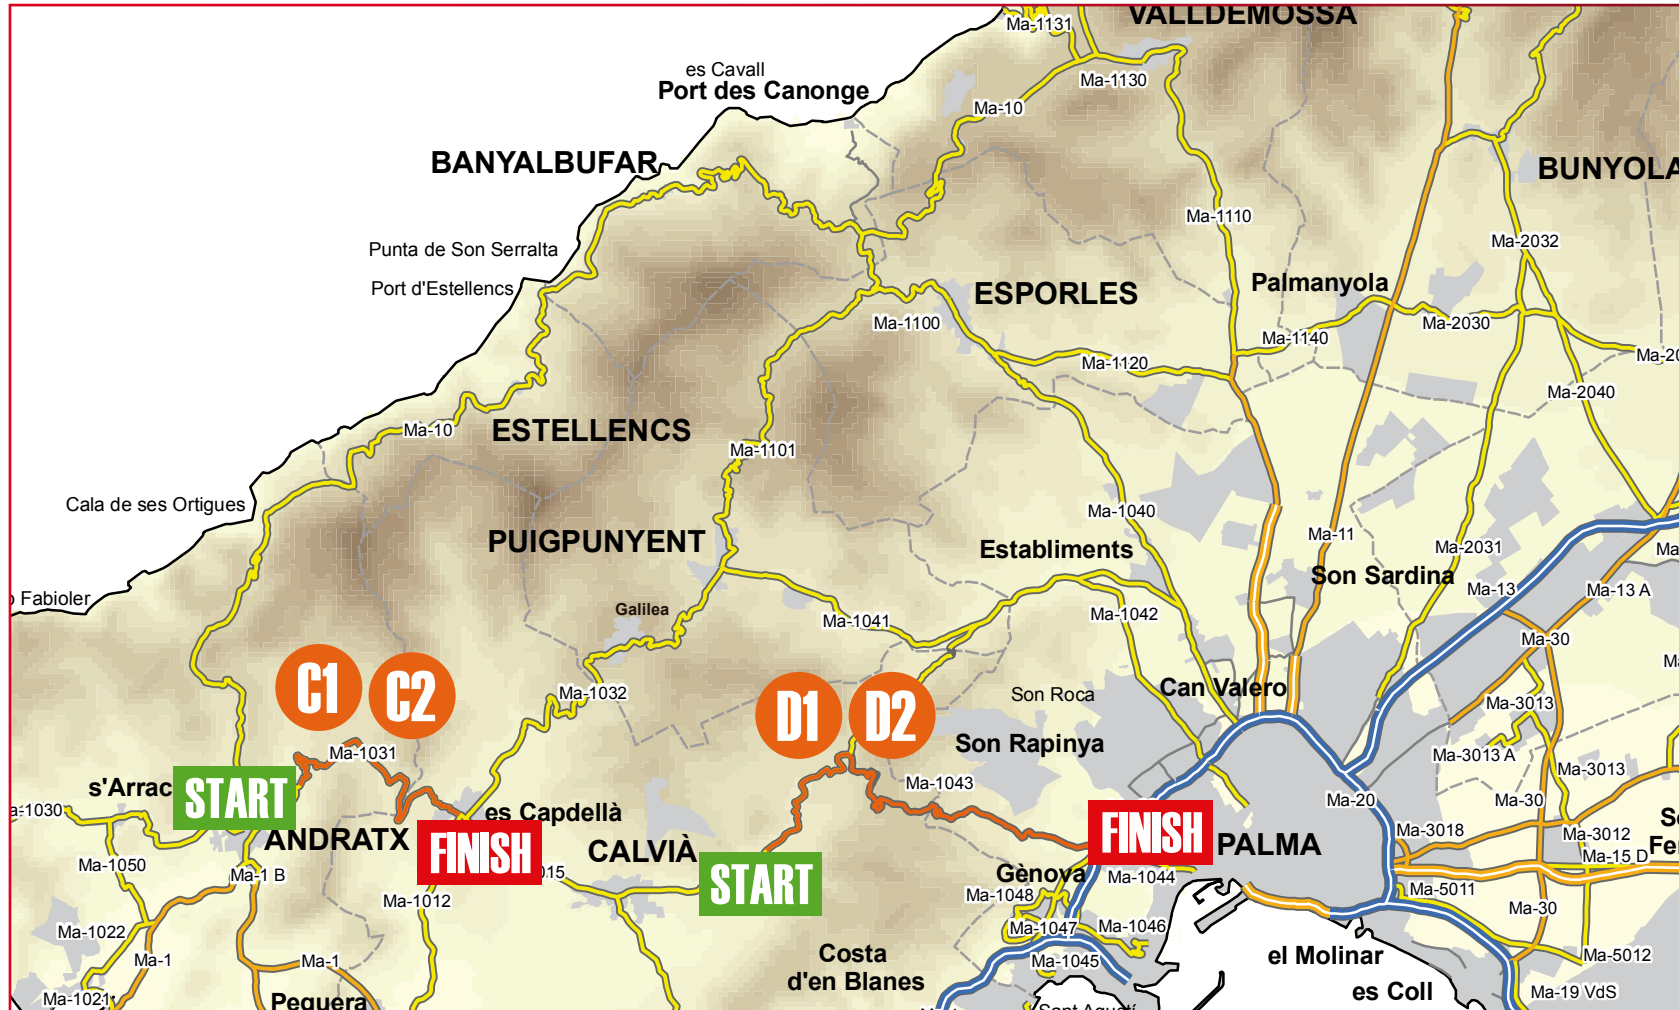 VALLDEMOSSA
Ma-1131
es Cavall
Port des Canonge
Ma-1130
Ma-10
BANYALBUFAR
BUNYOLA
Ma-1110
Punta de Son Serralta
Ma-2032
Port d'Estellencs
ESPORLES
Palmanyola
Ma-1100
Ma-2030
Ma-1140
Ma-1120
Ma-2040
Ma-10
ESTELLENCS
Ma-1101
Cala de ses Ortigues
Ma-1040
PUIGPUNYENT
Establiments
Ma-11
Ma-2031
Son Sardina
Ma-13
Ma-13 A
Fabioler
Galilea
Ma-1041
Ma-1042
Ma-30
C1
C2
Ma-1032
Son Roca
Can Valero
D1
D2
Ma-3013
Son Rapinya
Ma-1031
Ma-3013 A
Ma-3013
Ma-1043
s'Arrac
START
Ma-20
Ma-30
a-1030
es Capdellà
ANDRATX
FINISH
CALVIÀ
FINISH
PALMA
Ma-3018
Ma-3012
Ma-15 D
Ma-1050
Ma-1 B
015
START
Gènova
Ma-1044
Ma-1048
Ma-5011
Ma-1012
Ma-30
Ma-1022
Ma-1047
Ma-1046
Ma-1
Ma-1
Costa
d'en Blanes
Ma-1045
el Molinar
Ma-5012
Ma-1021
Peguera
es Coll
Ma-19 VdS
Sant Agustí